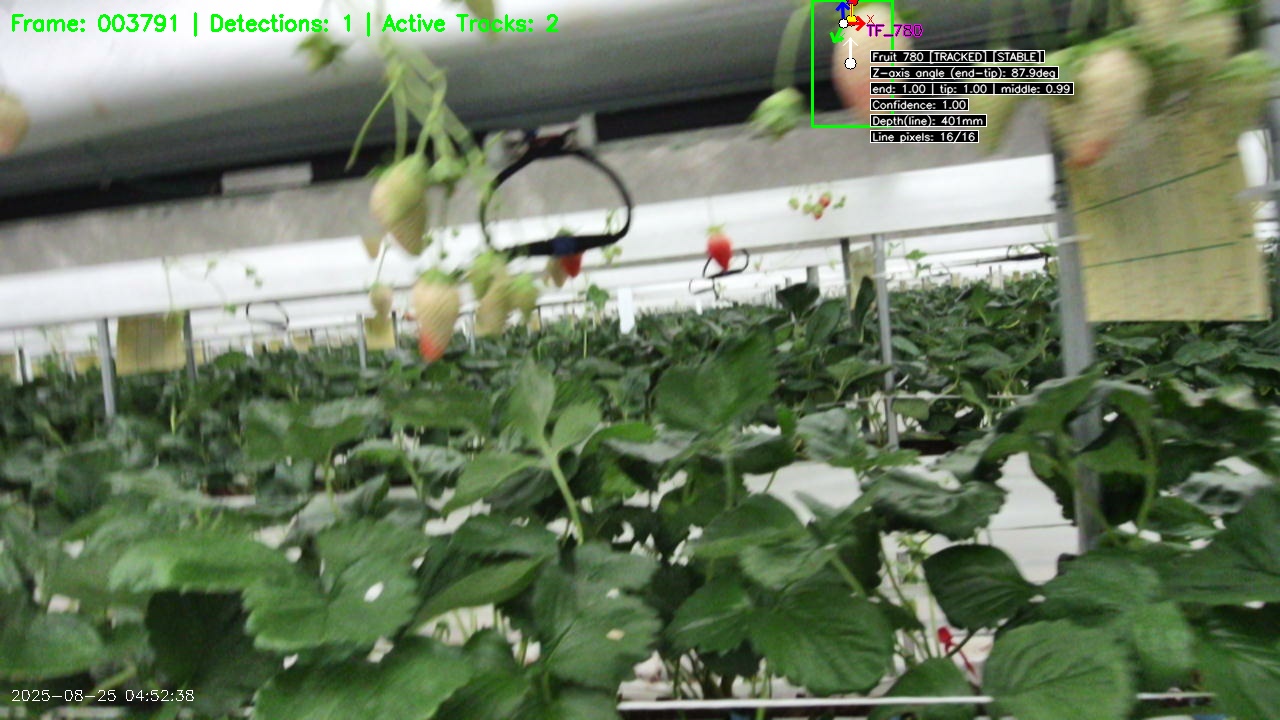 Frame: 003791 | Detections: 1 | Active Tracks: 2
TF_780
Fruit 780 [TRACKED] [STABLE]
Z-axis angle (end-tip): 87.9deg
end: 1.00 | tip: 1.00 | middle: 0.99
Confidence: 1.00
Depth(line): 401mm
Line pixels: 16/16
2025-08-25 04:52:38